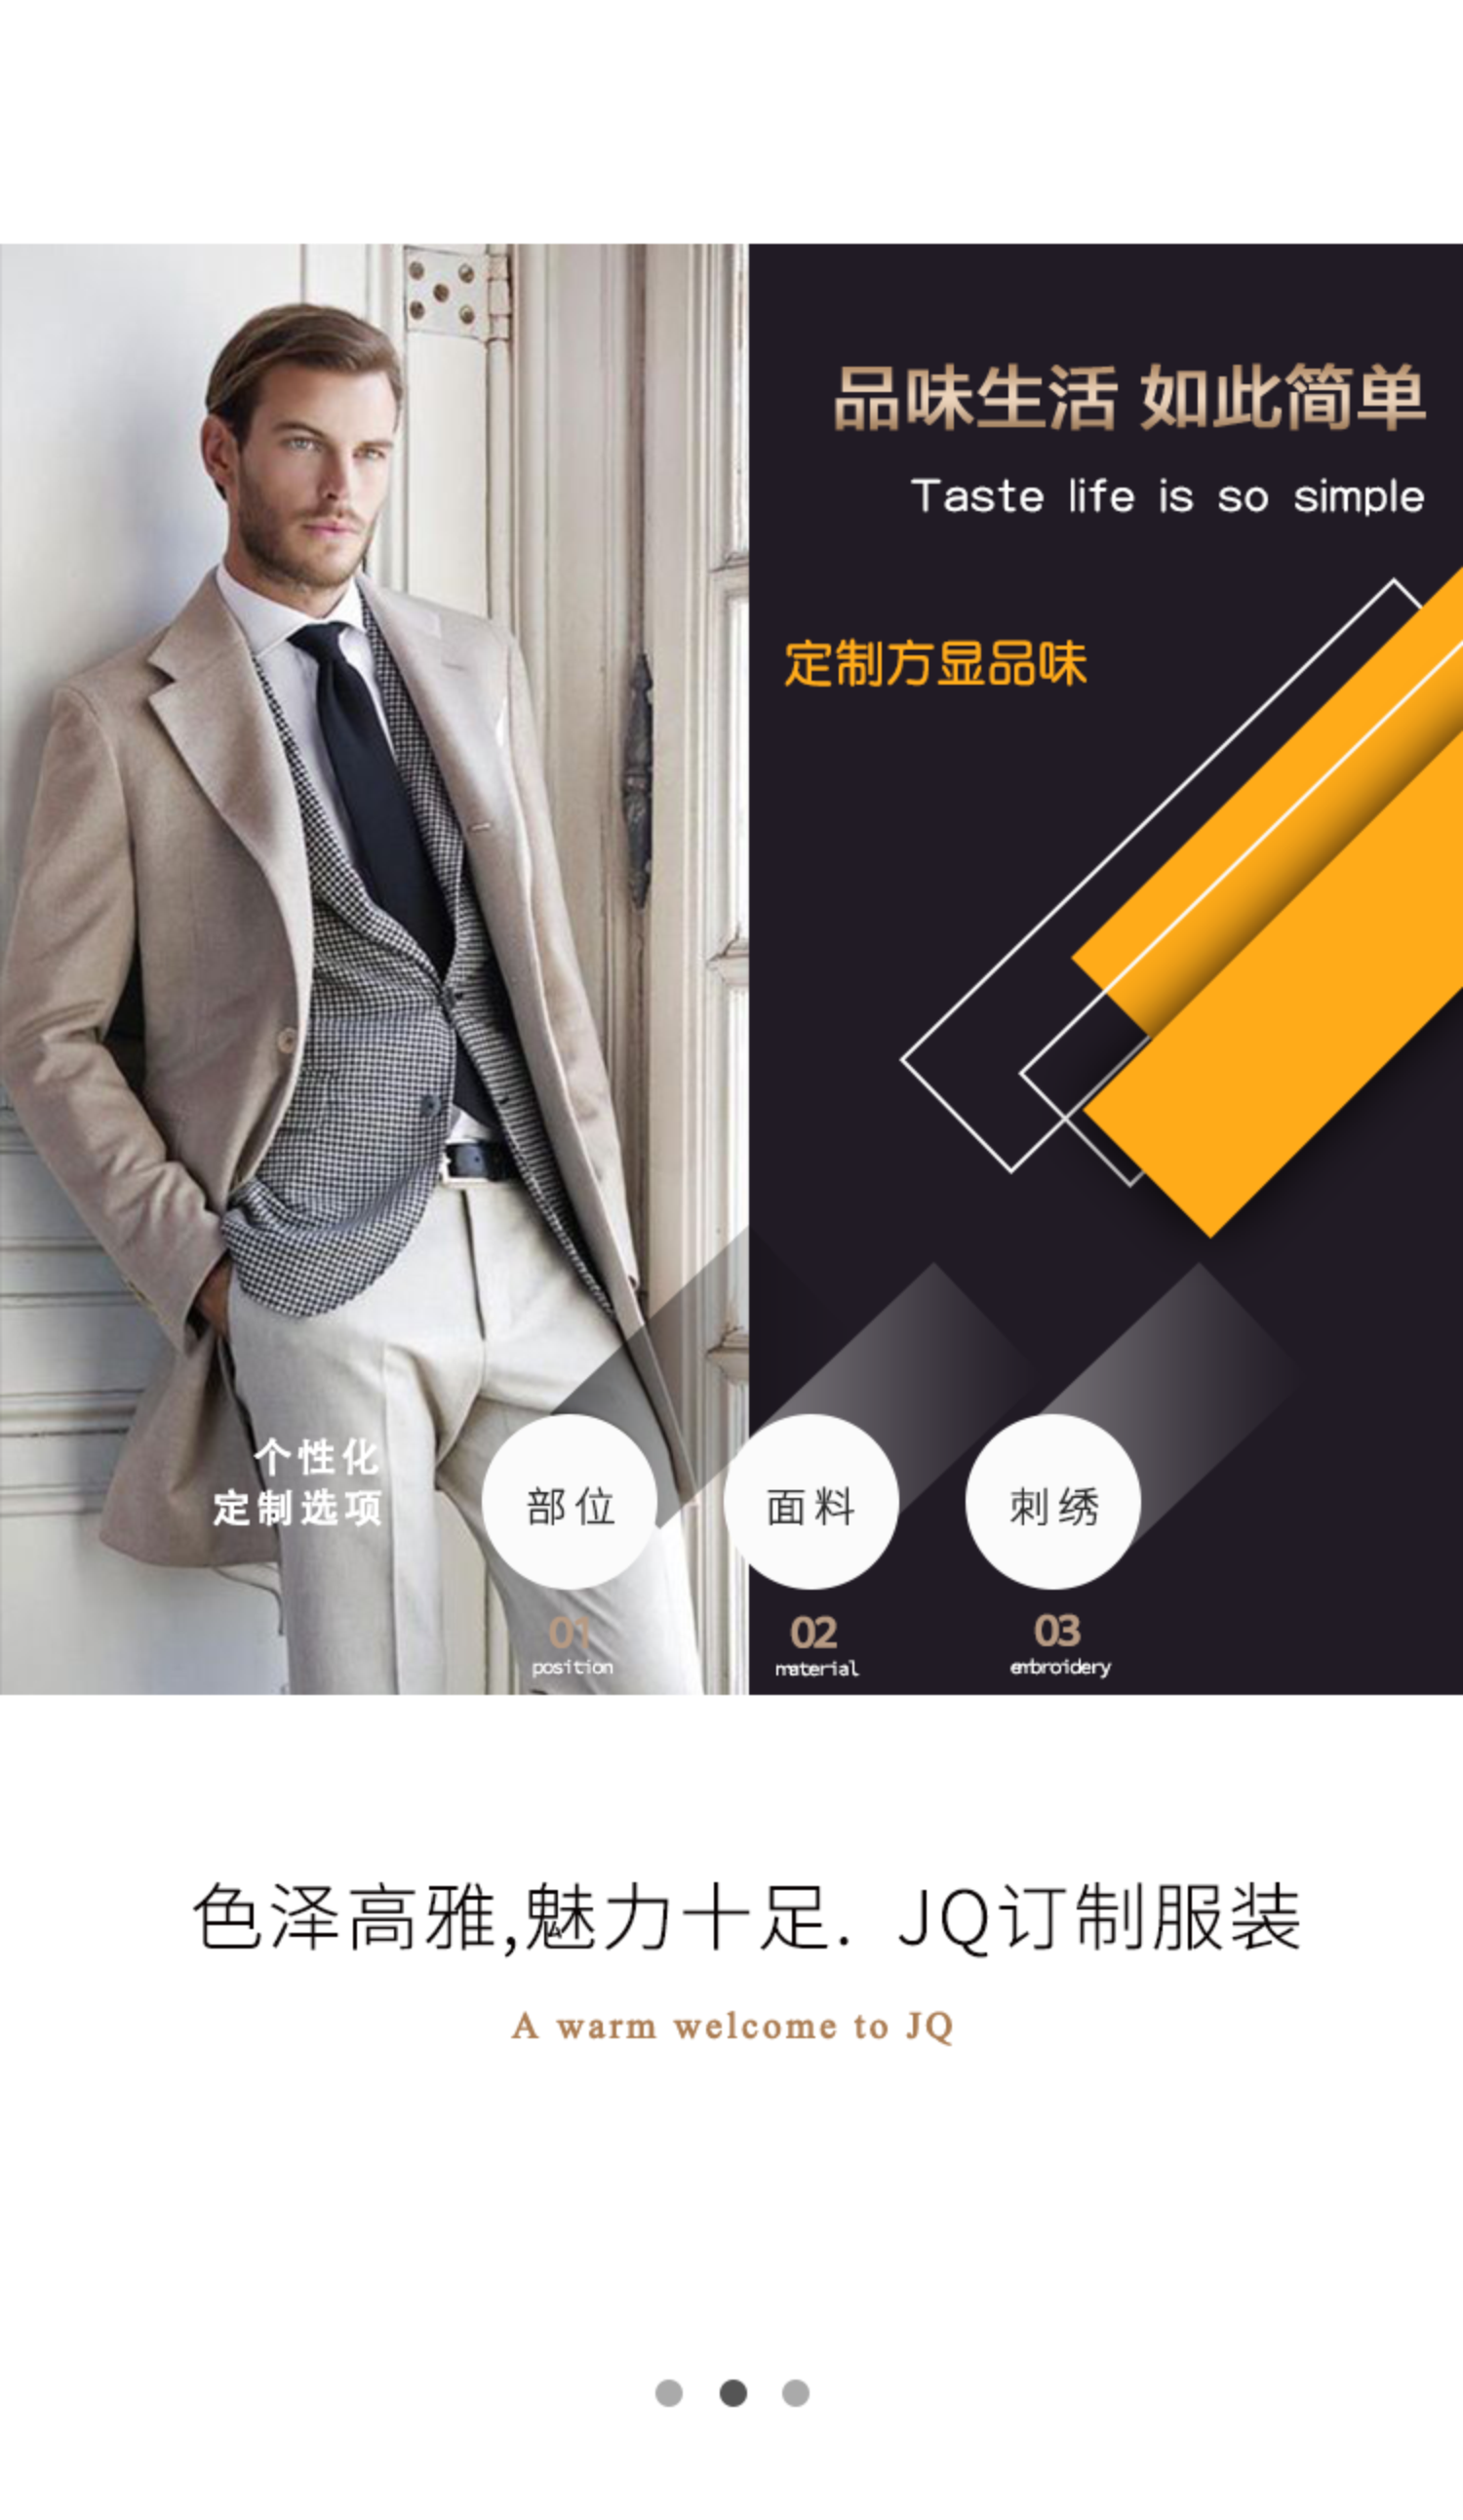 品味生活 如此简单
Taste life is so simple
定制方显品味
个性化
定制选项
部位
面料
刺绣
01
02
03
position
material
embroidery
色泽高雅,魅力十足. JQ订制服装
A warm welcome to JQ